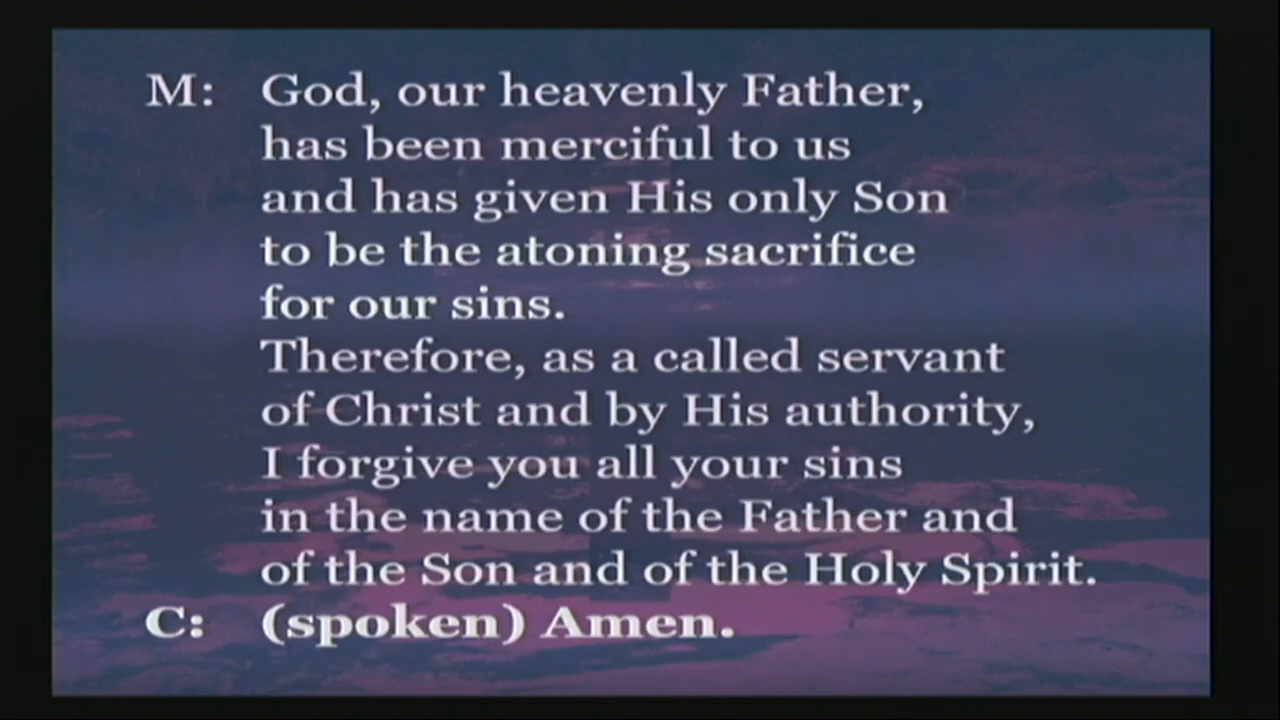 M: God, our heavenly Father,
has been merciful to us
and has given His only Son
to be the atoning sacrifice
for our sins.
Therefore, as a called servant
of Christ and by His authority,
I forgive you all your sins
in the name of the Father and
of the Son and of the Holy Spirit.
C: (spoken) Amen.